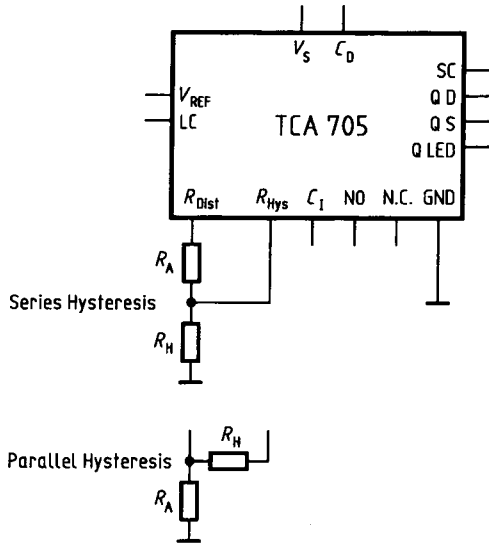 V_S C_D
SC
V_REF Q D
LC TCA 705 Q S
Q LED
R_Dist R_Hys C_I NO N.C. GND
R_A
Series Hysteresis
R_H
R_H
Parallel Hysteresis
R_A